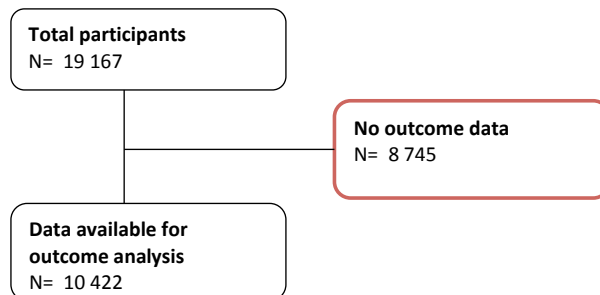 Total participants
N= 19 167
No outcome data
N= 8 745
Data available for
outcome analysis
N= 10 422